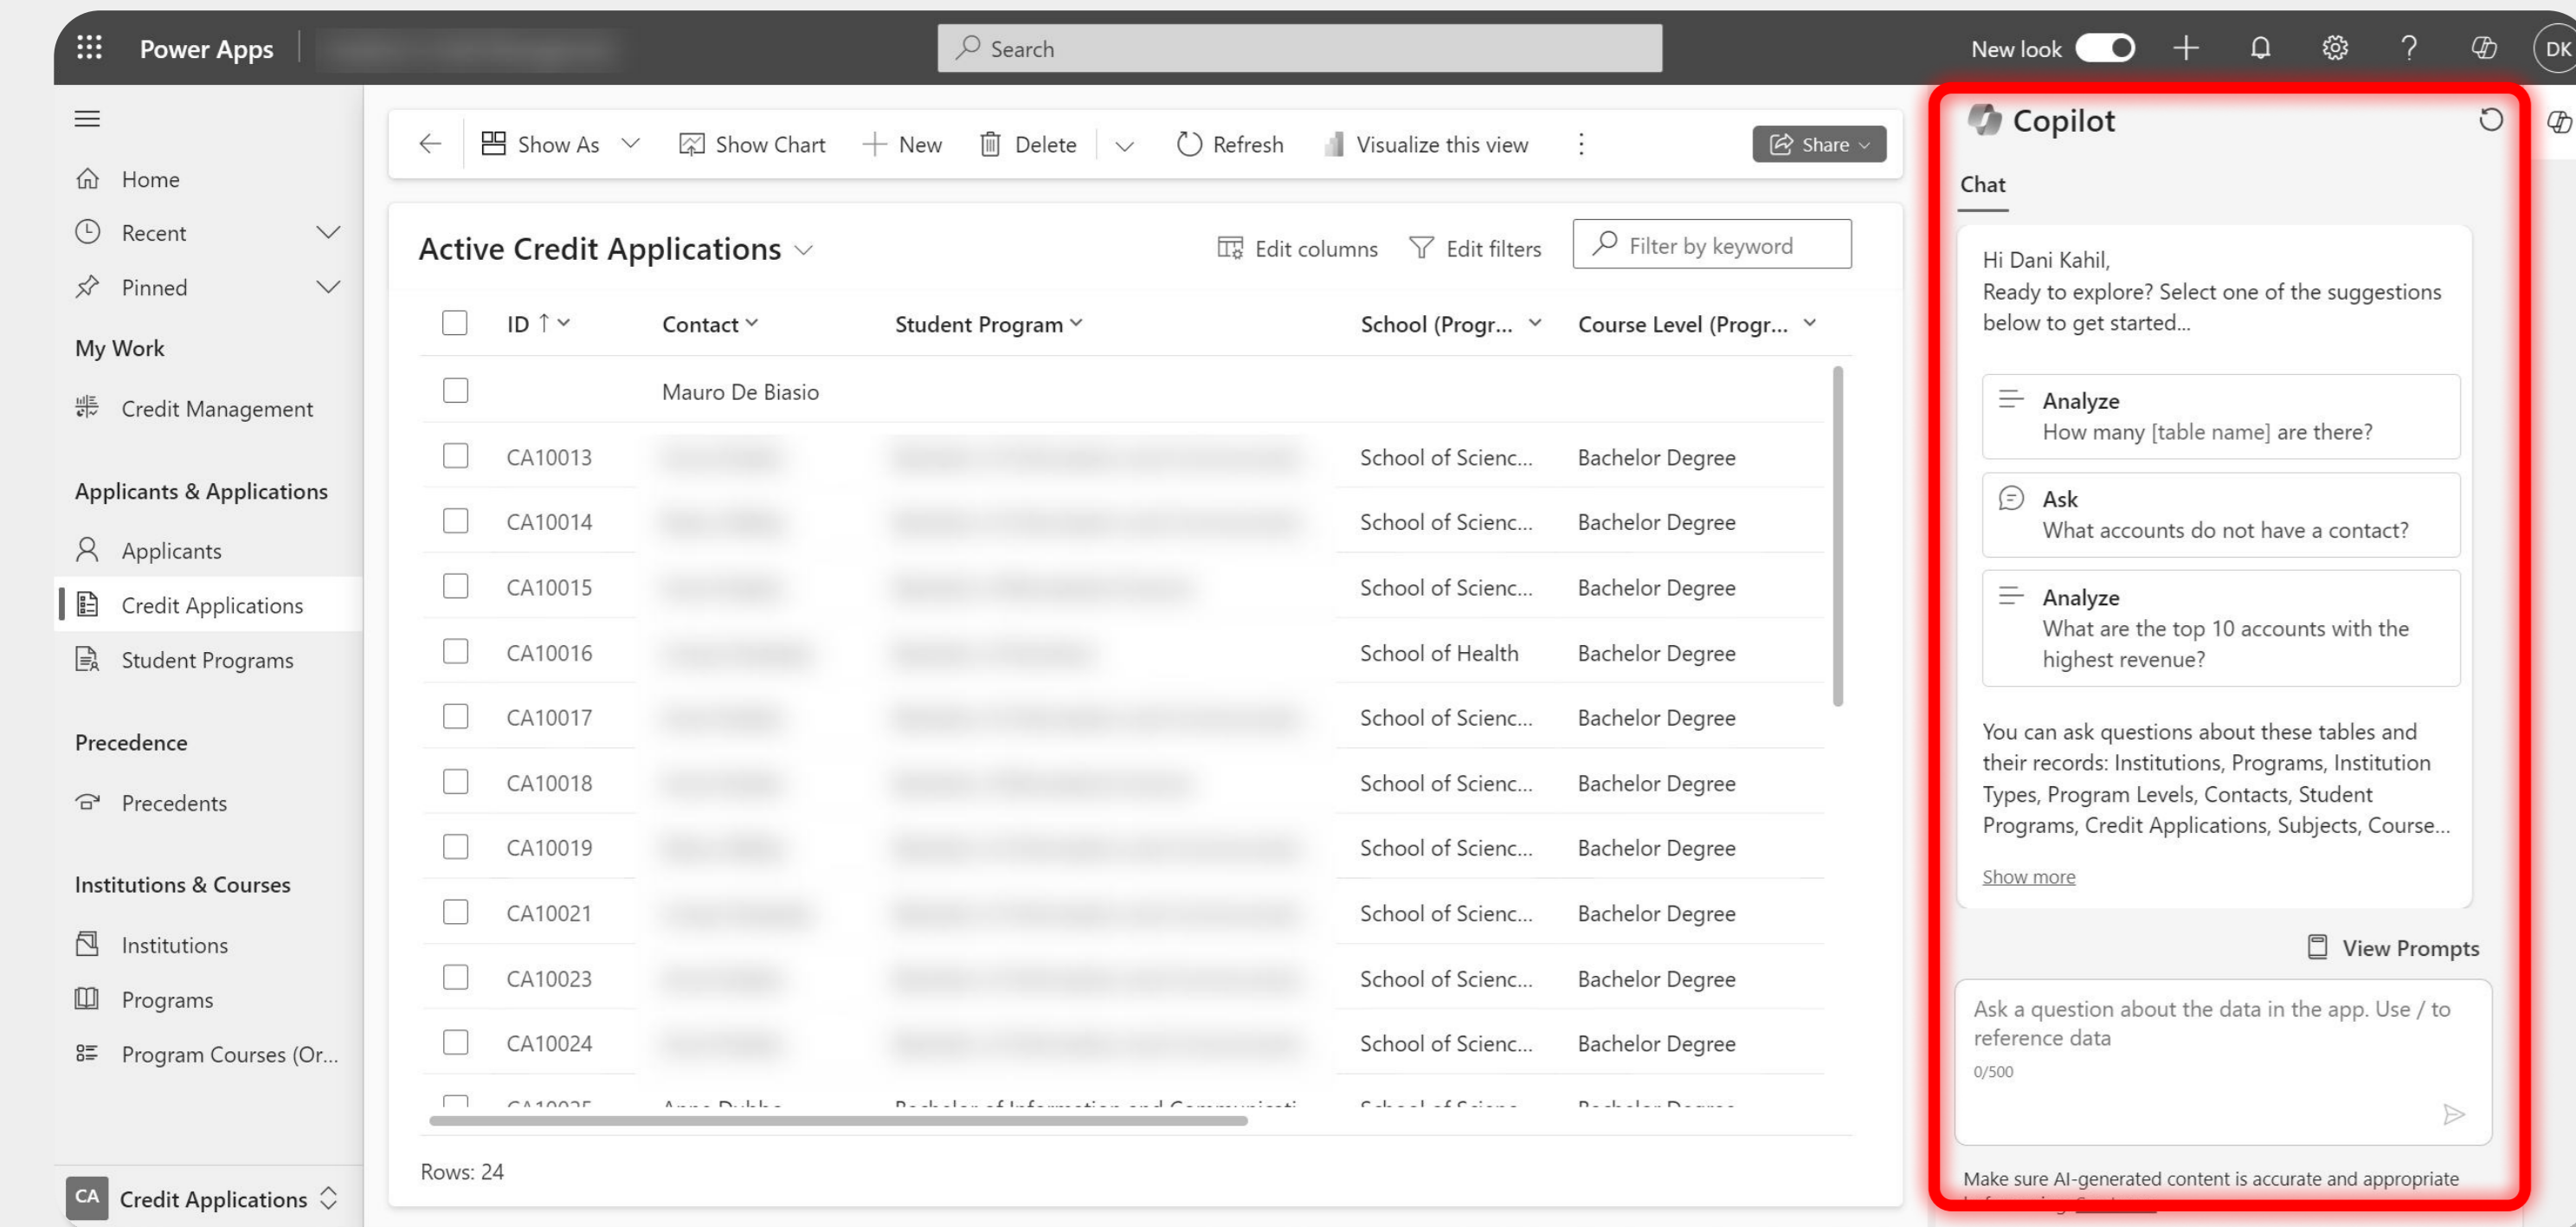 Power Apps
Search
New look
DK
Home
Recent
Pinned
My Work
Credit Management
Applicants & Applications
Applicants
Credit Applications
Student Programs
Precedence
Precedents
Institutions & Courses
Institutions
Programs
Program Courses (Or...
CA Credit Applications
Show As
Show Chart
New
Delete
Refresh
Visualize this view
Share
Active Credit Applications
Edit columns
Edit filters
Filter by keyword
ID Contact Student Program School (Progr... Course Level (Progr...
Mauro De Biasio
CA10013 School of Scienc... Bachelor Degree
CA10014 School of Scienc... Bachelor Degree
CA10015 School of Scienc... Bachelor Degree
CA10016 School of Health Bachelor Degree
CA10017 School of Scienc... Bachelor Degree
CA10018 School of Scienc... Bachelor Degree
CA10019 School of Scienc... Bachelor Degree
CA10021 School of Scienc... Bachelor Degree
CA10023 School of Scienc... Bachelor Degree
CA10024 School of Scienc... Bachelor Degree
Rows: 24
Copilot
Chat
Hi Dani Kahil,
Ready to explore? Select one of the suggestions
below to get started...
Analyze
How many [table name] are there?
Ask
What accounts do not have a contact?
Analyze
What are the top 10 accounts with the
highest revenue?
You can ask questions about these tables and
their records: Institutions, Programs, Institution
Types, Program Levels, Contacts, Student
Programs, Credit Applications, Subjects, Course...
Show more
View Prompts
Ask a question about the data in the app. Use / to
reference data
0/500
Make sure AI-generated content is accurate and appropriate